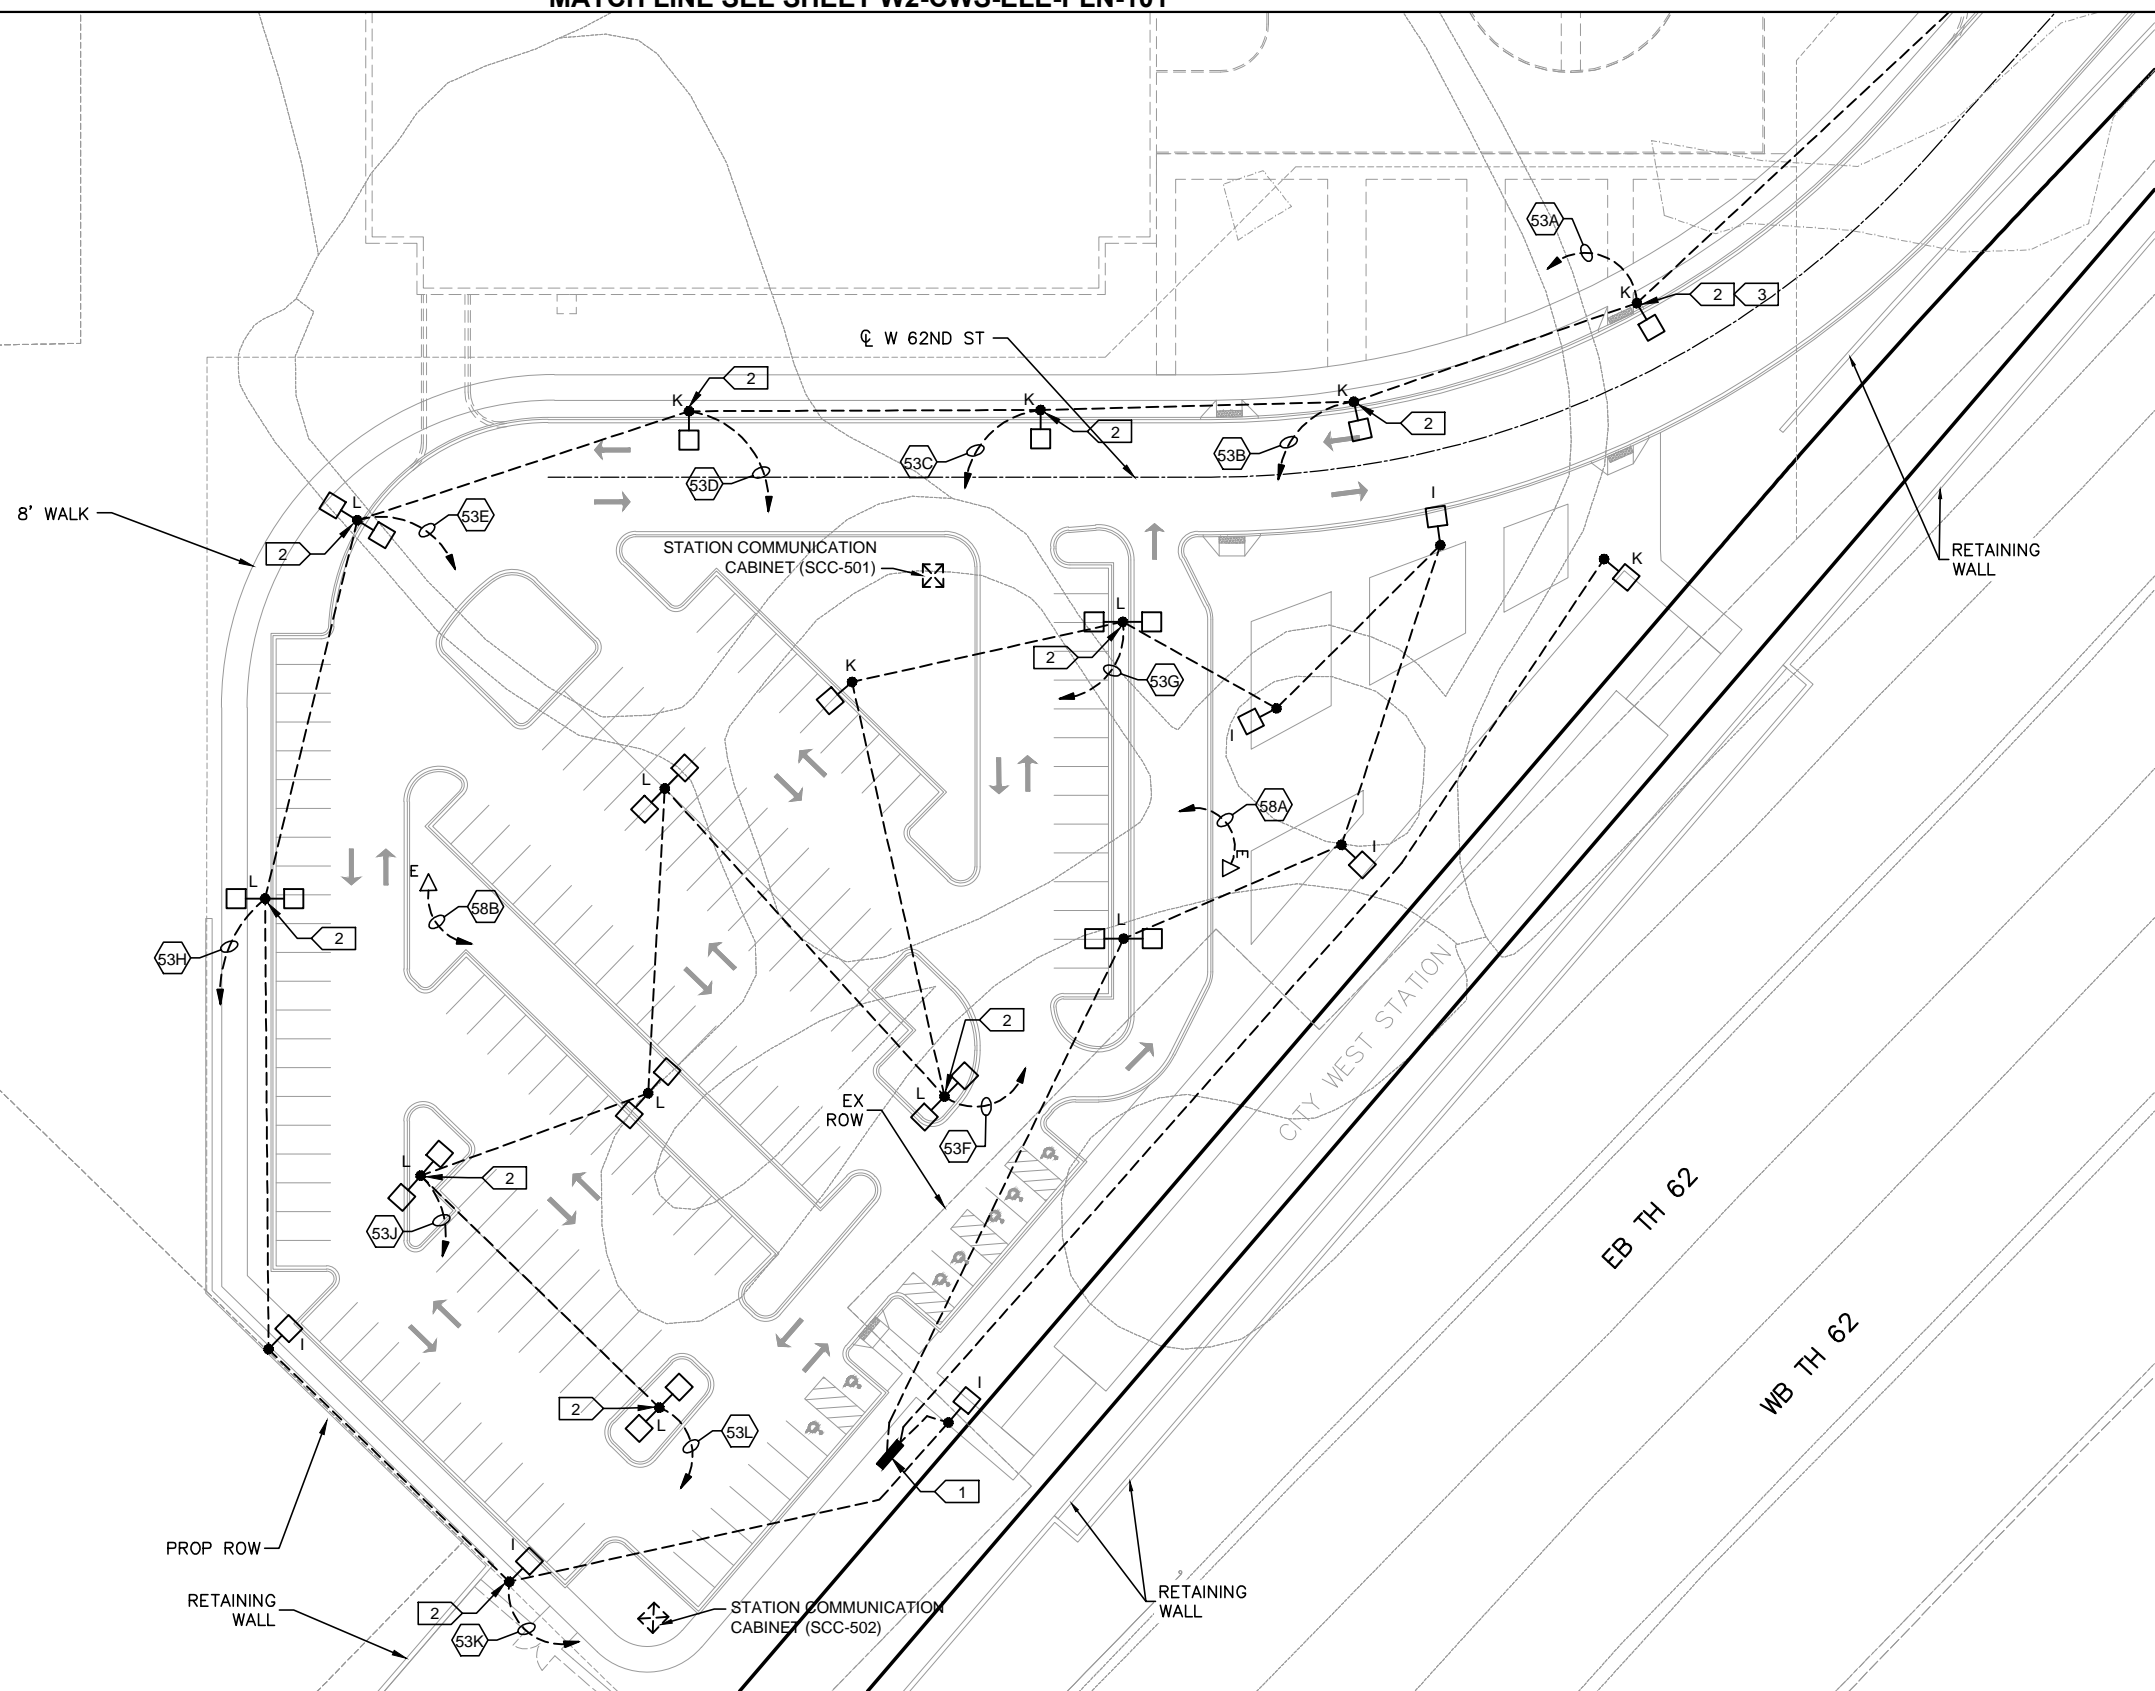 MATCH LINE SEE SHEET W2-CWS-ELE-PLN-101
53A
K
2
3
℄ W 62ND ST
2
K
K
2
K
2
53C
53B
53D
L
53E
8' WALK
2
I
STATION COMMUNICATION
CABINET (SCC-501)
K
RETAINING
WALL
L
2
K
53G
I
L
58A
E
I
E
58B
L
2
L
53H
CITY WEST STATION
2
L
L
EX
ROW
53F
L
2
53J
EB TH 62
I
WB TH 62
I
2
L
53L
1
PROP ROW
I
RETAINING
WALL
2
53K
STATION COMMUNICATION
CABINET (SCC-502)
RETAINING
WALL